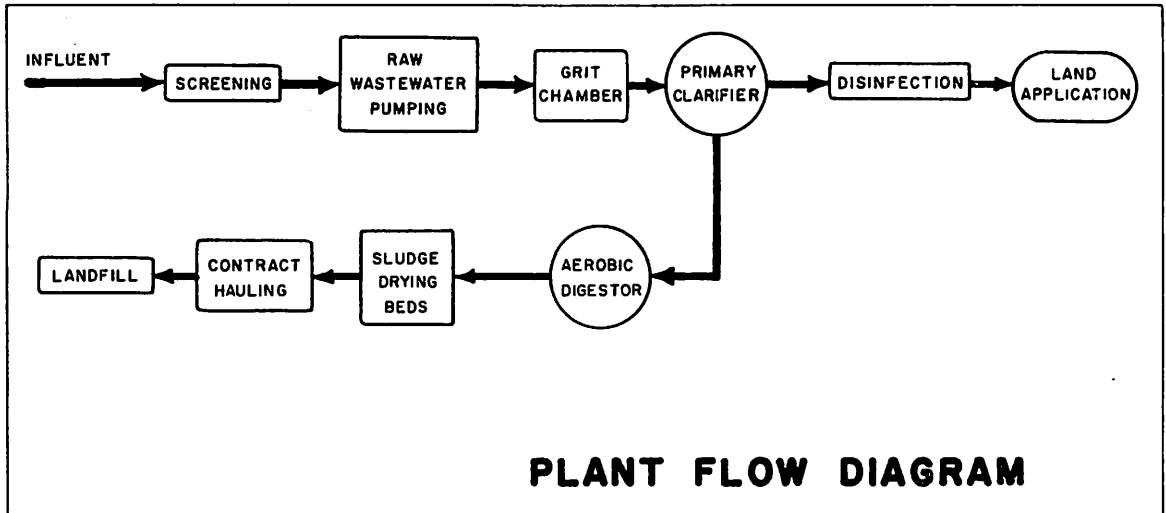 INFLUENT
SCREENING
RAW
WASTEWATER
PUMPING
GRIT
CHAMBER
PRIMARY
CLARIFIER
DISINFECTION
LAND
APPLICATION
LANDFILL
CONTRACT
HAULING
SLUDGE
DRYING
BEDS
AEROBIC
DIGESTOR
PLANT FLOW DIAGRAM